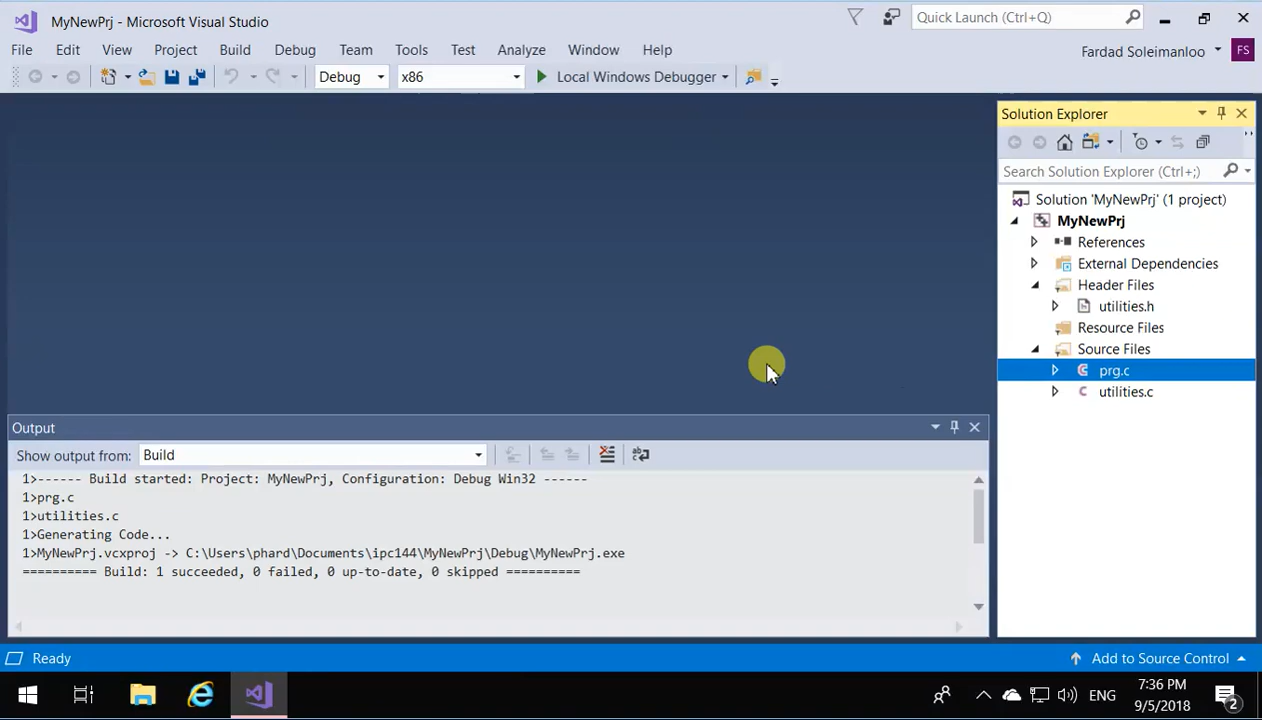 MyNewPrj - Microsoft Visual Studio
Quick Launch (Ctrl+Q)
File Edit View Project Build Debug Team Tools Test Analyze Window Help
Fardad Soleimanloo FS
Debug x86 Local Windows Debugger
Solution Explorer
Search Solution Explorer (Ctrl+;)
Solution 'MyNewPrj' (1 project)
MyNewPrj
References
External Dependencies
Header Files
utilities.h
Resource Files
Source Files
prg.c
utilities.c
Output
Show output from: Build
1>------ Build started: Project: MyNewPrj, Configuration: Debug Win32 ------
1>prg.c
1>utilities.c
1>Generating Code...
1>MyNewPrj.vcxproj -> C:\Users\phard\Documents\ipc144\MyNewPrj\Debug\MyNewPrj.exe
========== Build: 1 succeeded, 0 failed, 0 up-to-date, 0 skipped ==========
Ready
Add to Source Control
ENG
7:36 PM
9/5/2018
2